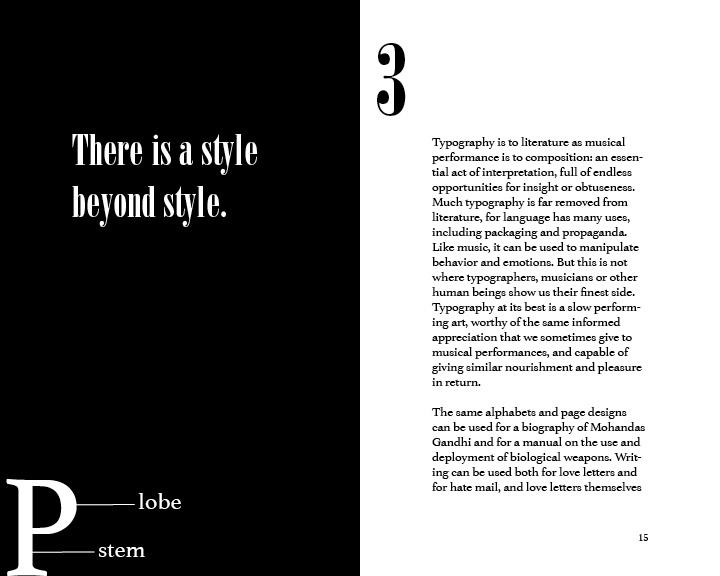 There is a style
beyond style.
P
lobe
stem
3
Typography is to literature as musical
performance is to composition: an essen-
tial act of interpretation, full of endless
opportunities for insight or obtuseness.
Much typography is far removed from
literature, for language has many uses,
including packaging and propaganda.
Like music, it can be used to manipulate
behavior and emotions. But this is not
where typographers, musicians or other
human beings show us their finest side.
Typography at its best is a slow perform-
ing art, worthy of the same informed
appreciation that we sometimes give to
musical performances, and capable of
giving similar nourishment and pleasure
in return.
The same alphabets and page designs
can be used for a biography of Mohandas
Gandhi and for a manual on the use and
deployment of biological weapons. Writ-
ing can be used both for love letters and
for hate mail, and love letters themselves
15